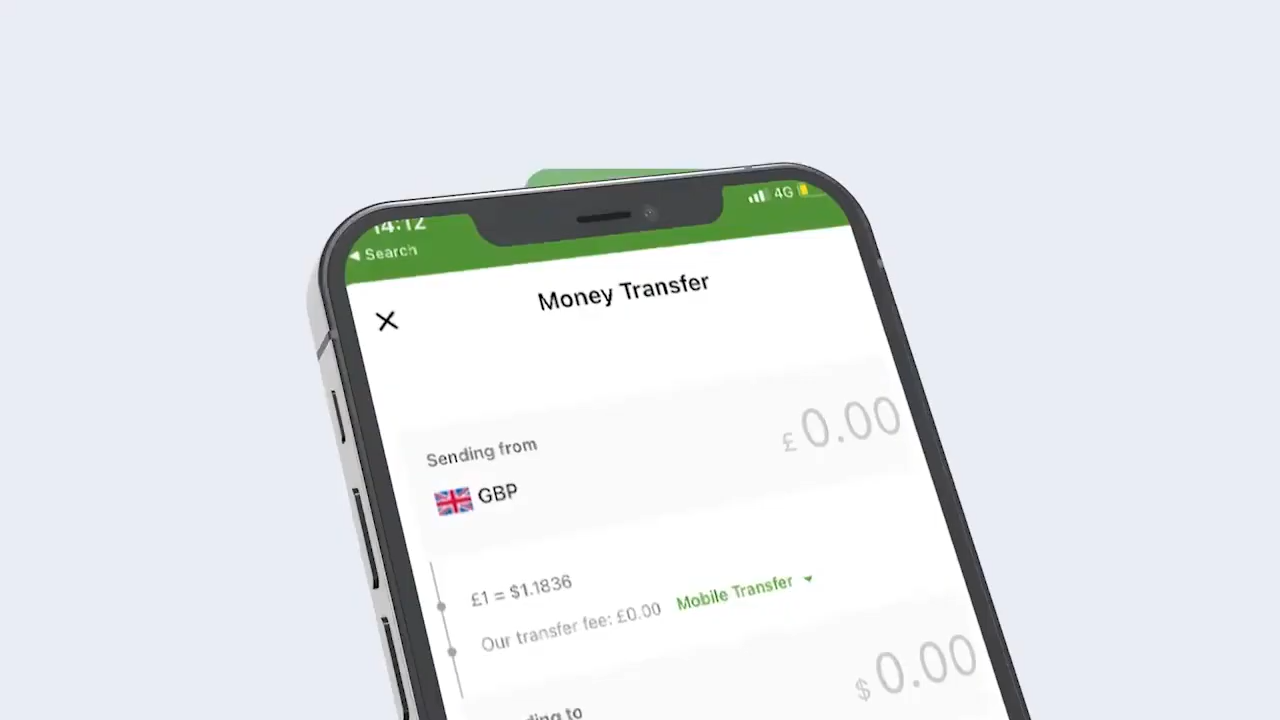 14:12
4G
Search
Money Transfer
£ 0.00
Sending from
GBP
£1 = $1.1836
Our transfer fee: £0.00 Mobile Transfer
$ 0.00
to